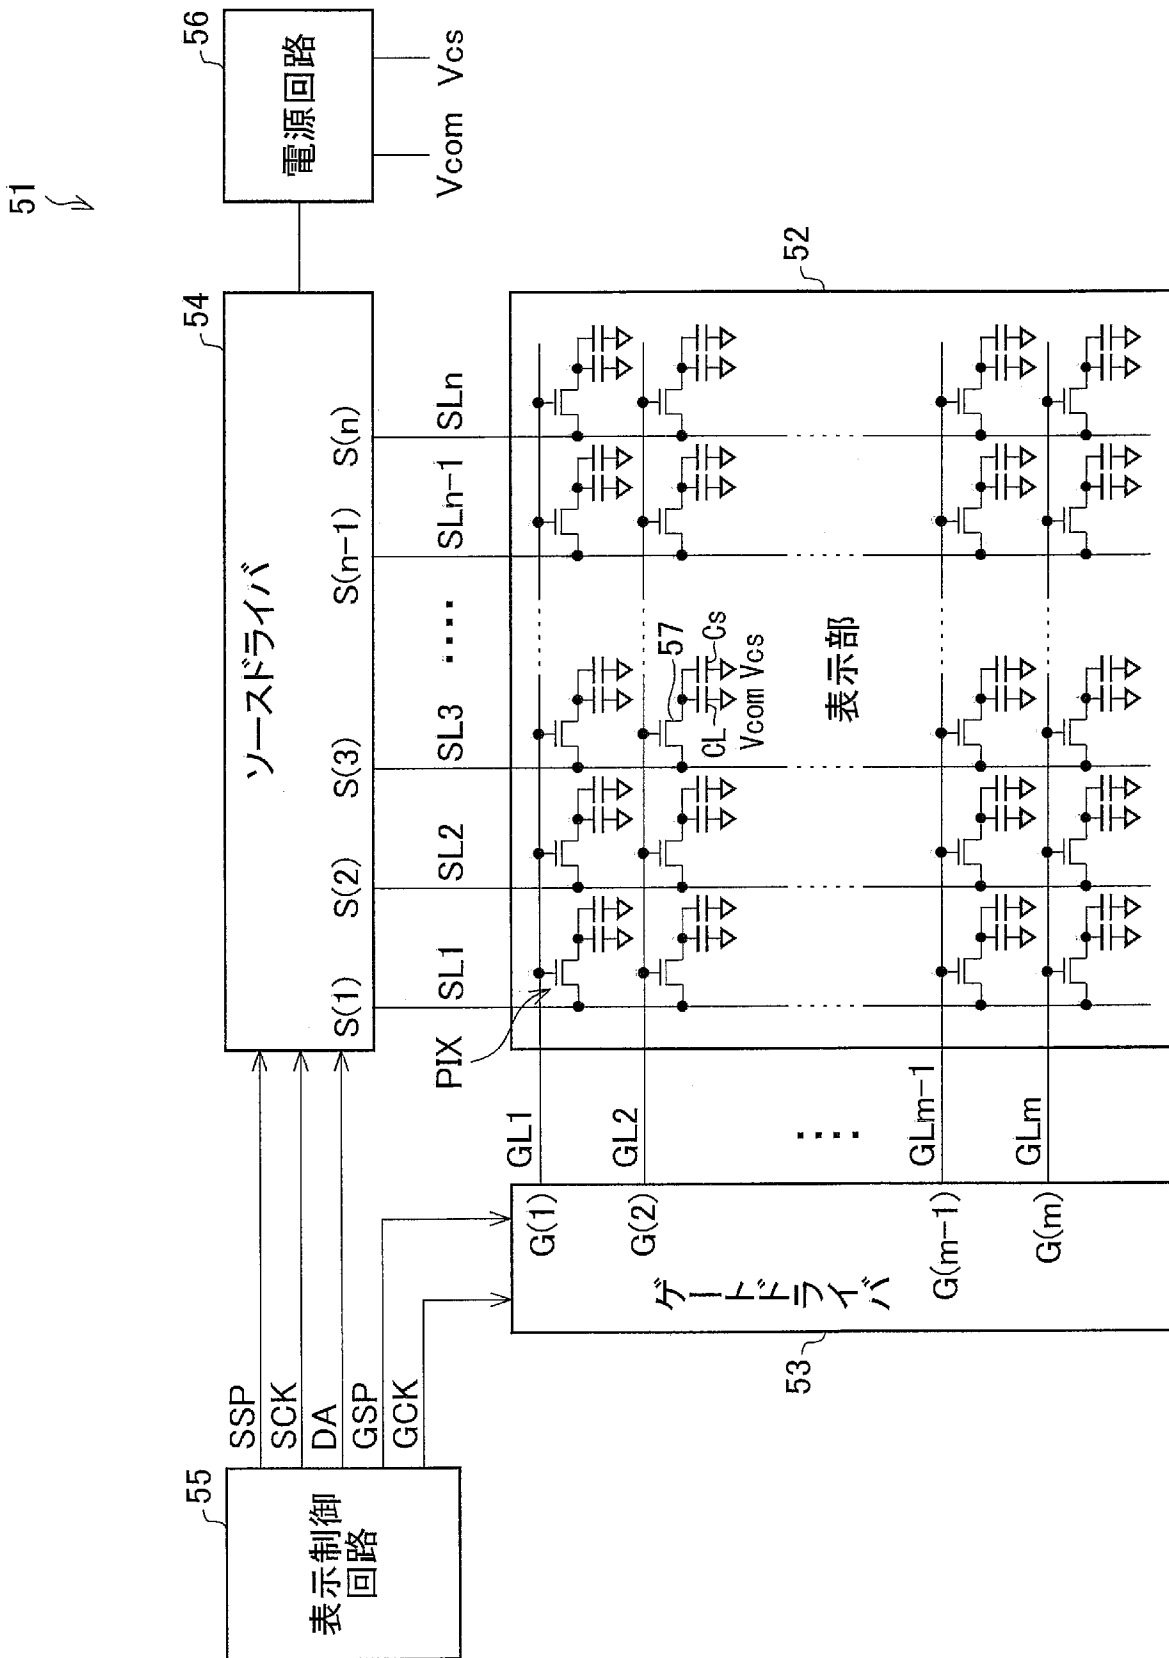 51
55
表示制御
回路
SSP
SCK
DA
GSP
GCK
54
ソースドライバ
S(1)
S(2)
S(3)
S(n-1)
S(n)
56
電源回路
Vcom
Vcs
SL1
SL2
SL3
····
SLn-1
SLn
PIX
52
GL1
GL2
····
GLm-1
GLm
53
ゲートドライバ
G(1)
G(2)
G(m-1)
G(m)
57
CL
Cs
Vcom Vcs
表示部